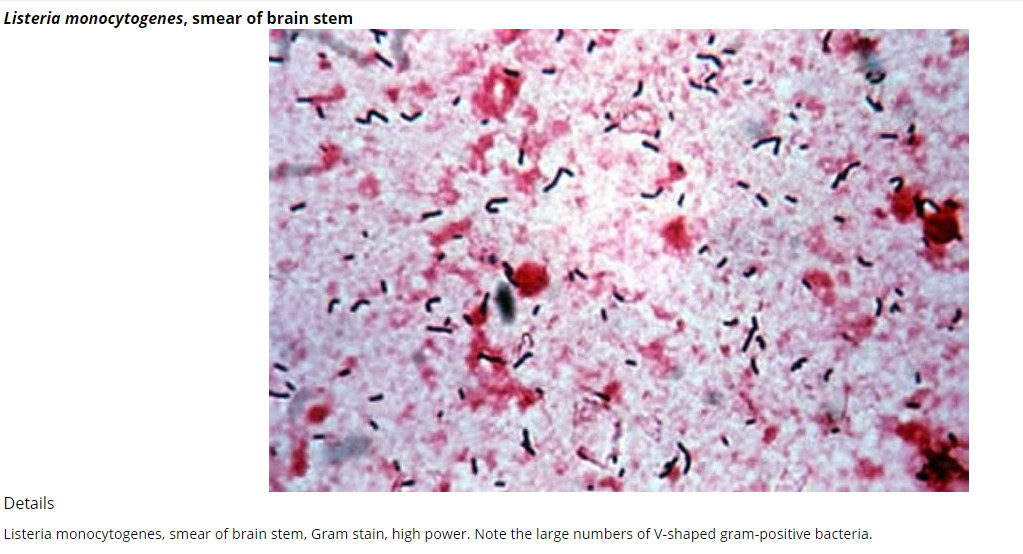 Listeria monocytogenes, smear of brain stem
Details
Listeria monocytogenes, smear of brain stem, Gram stain, high power. Note the large numbers of V-shaped gram-positive bacteria.